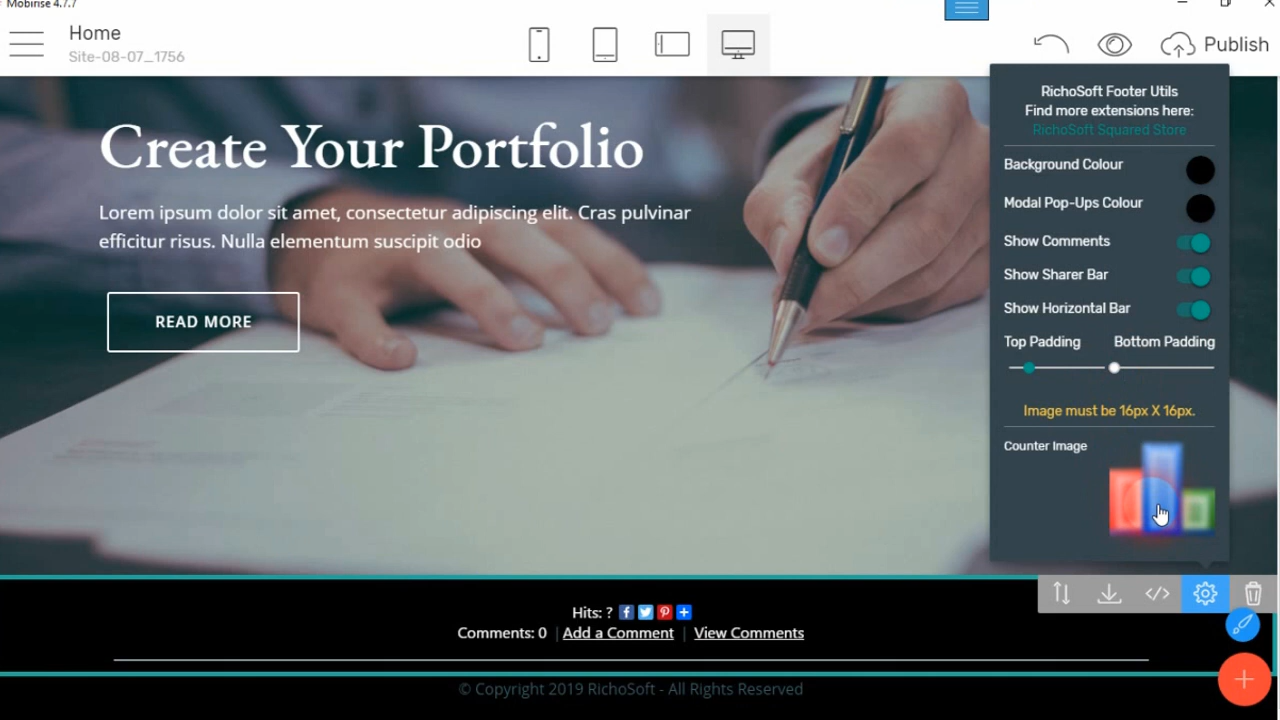 Mobirise 4.7.7
Home
Site-08-07_1756
Publish
RichoSoft Footer Utils
Find more extensions here:
RichoSoft Squared Store
Background Colour
Modal Pop-Ups Colour
Show Comments
Show Sharer Bar
Show Horizontal Bar
Top Padding Bottom Padding
Image must be 16px X 16px.
Counter Image
Create Your Portfolio
Lorem ipsum dolor sit amet, consectetur adipiscing elit. Cras pulvinar
efficitur risus. Nulla elementum suscipit odio
READ MORE
Hits: ?
Comments: 0 | Add a Comment | View Comments
© Copyright 2019 RichoSoft - All Rights Reserved